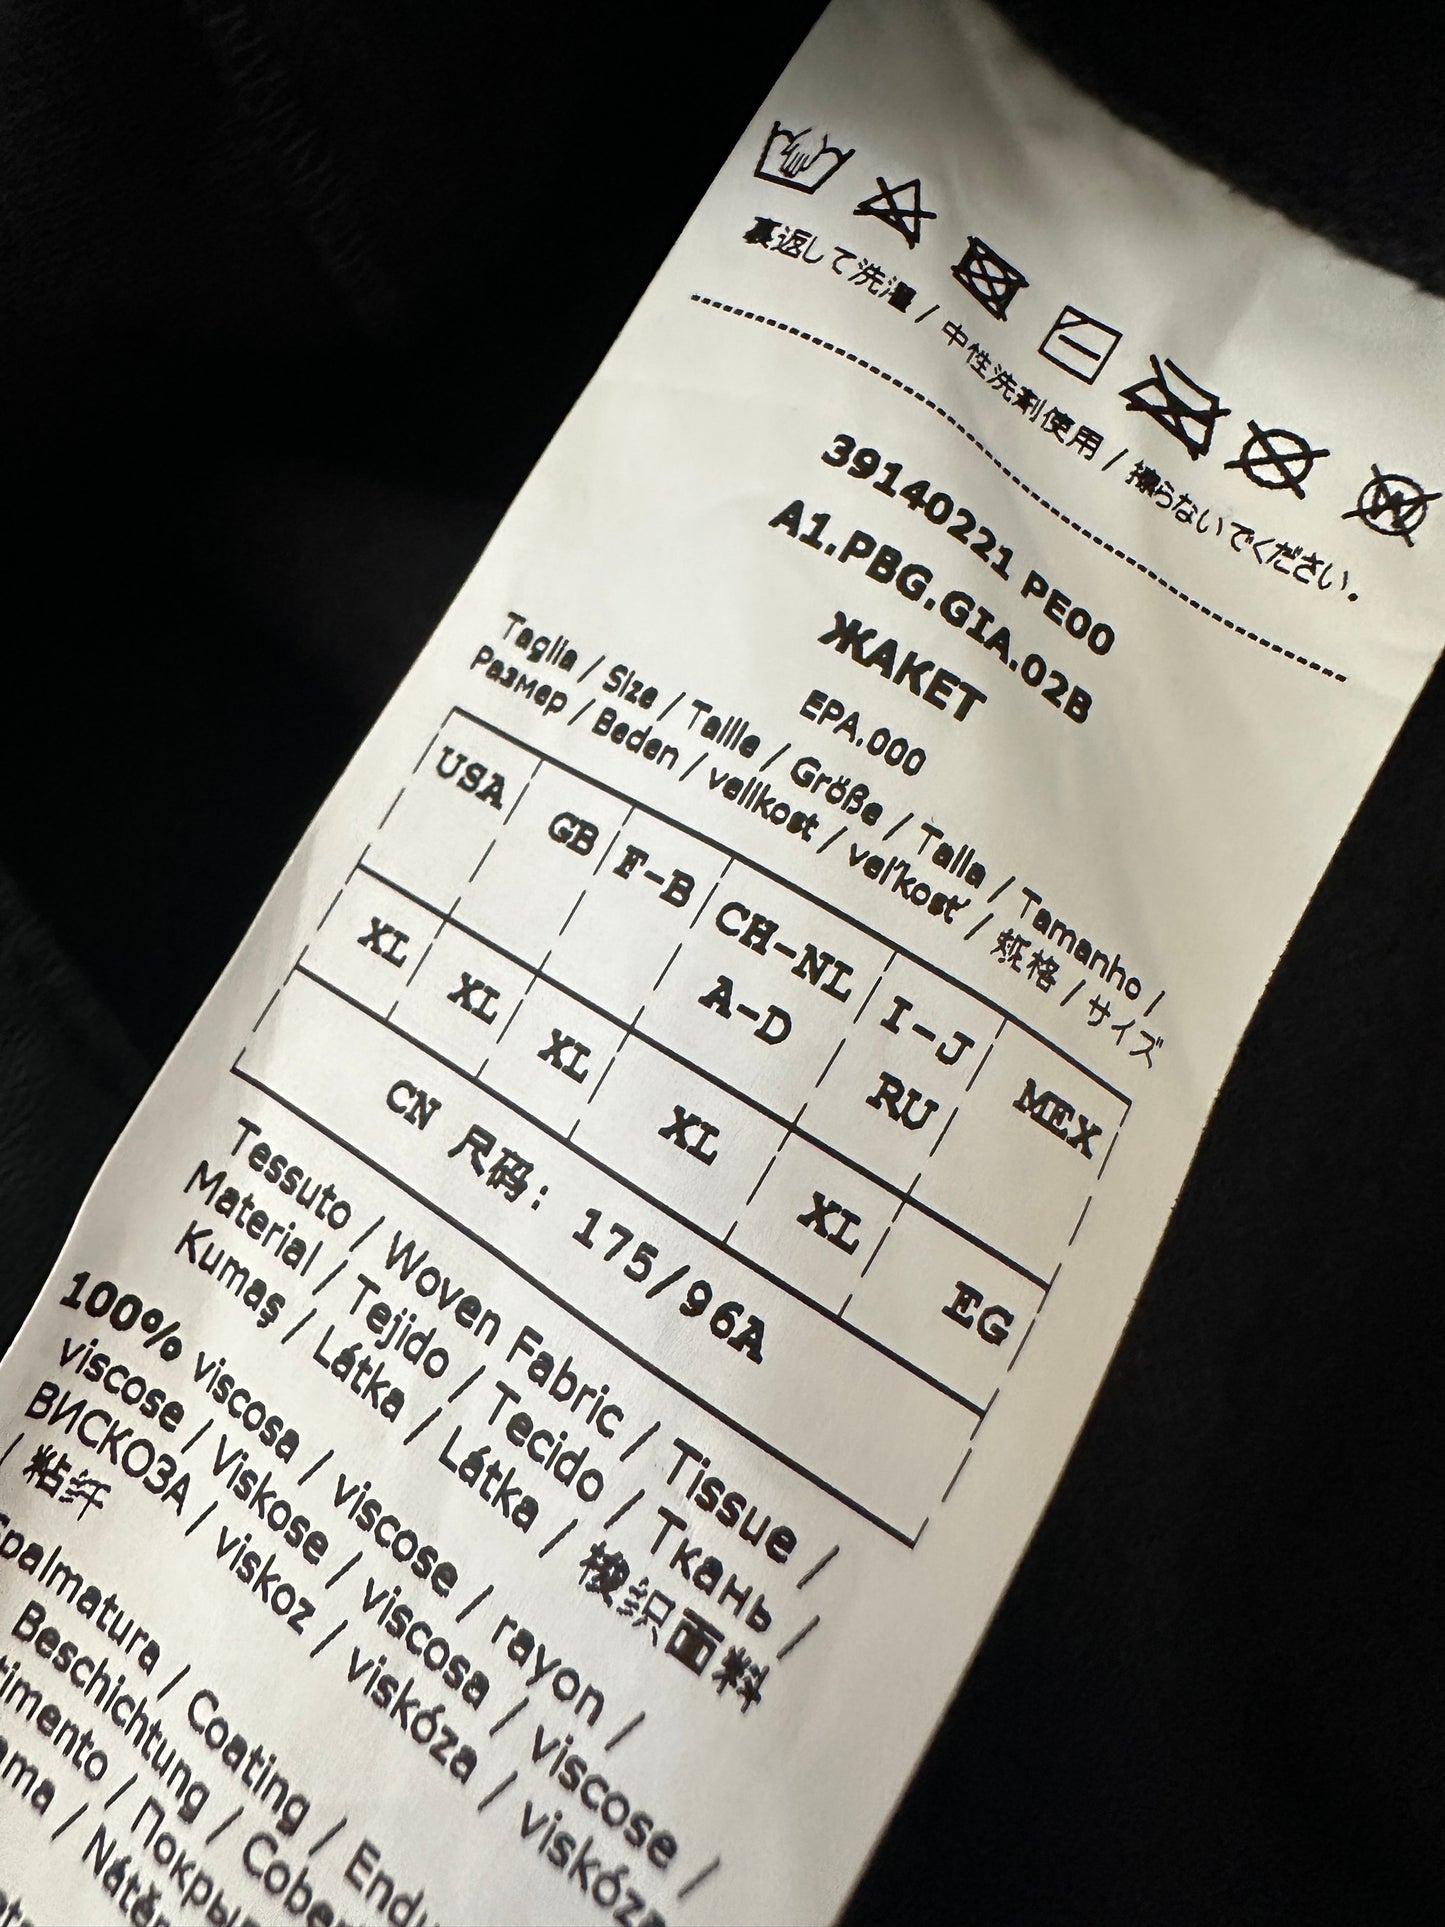 裏返して洗濯 / 中性洗剤使用 / 擦らないでください.
39140221 PE00
A1.PBG.GIA.02B
ЖАКЕТ
EPA.000
Taglia / Size / Taille / Größe / Talla / Tamanho /
Размер / Beden / velikost / veľkosť / 规格 / サイズ
USA GB F-B CH-NL I-J MEX
A-D RU
XL XL XL XL XL EG
CN 尺码: 175/96A
Tessuto / Woven Fabric / Tissue /
Material / Tejido / Tecido / Ткань /
Kumaş / Látka / Látka / 梭织面料
100% viscosa / viscose / rayon /
viscose / Viskose / viscosa / viscose /
ВИСКОЗА / viskoz / viskóza / viskóza
/ 粘纤
Spalmatura / Coating /
Beschichtung /